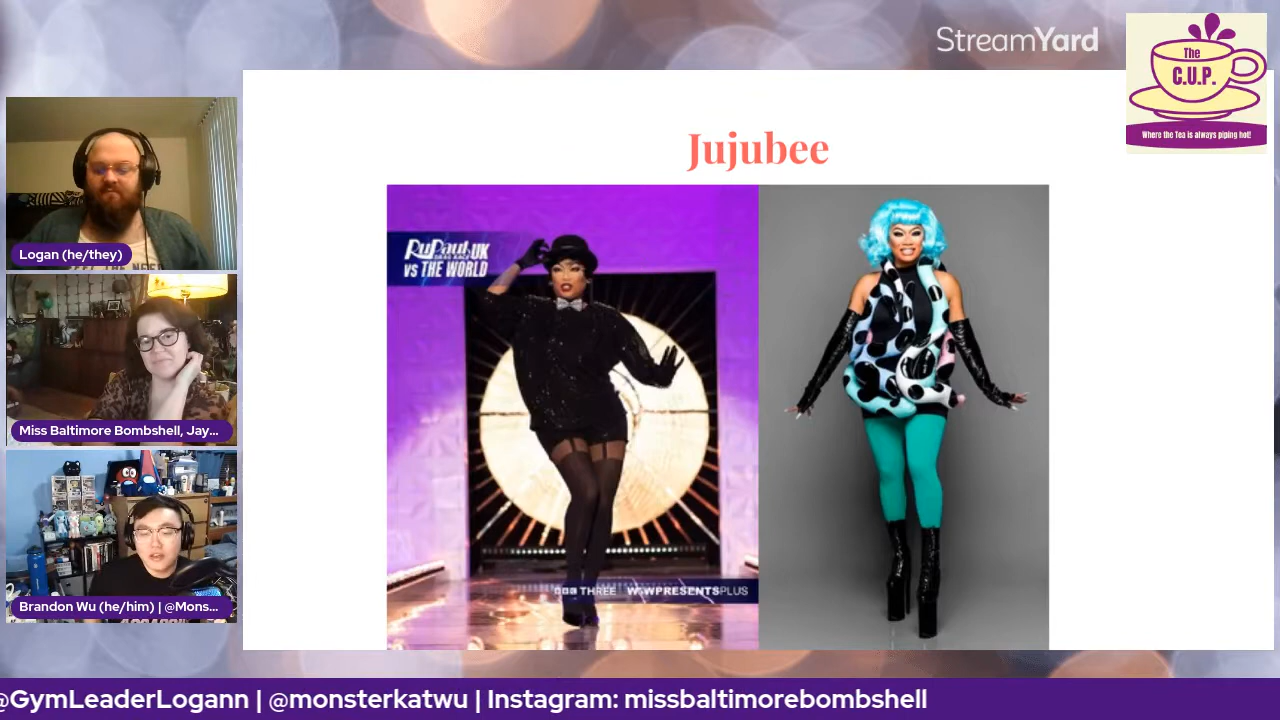 StreamYard
The
C.U.P.
Where the Tea is always piping hot!
Jujubee
RuPaul's UK
DRAG RACE
vs THE WORLD
BBC THREE WOWPRESENTSPLUS
Logan (he/they)
Miss Baltimore Bombshell, Jay...
Brandon Wu (he/him) | @Mons...
@GymLeaderLogann | @monsterkatwu | Instagram: missbaltimorebombshell